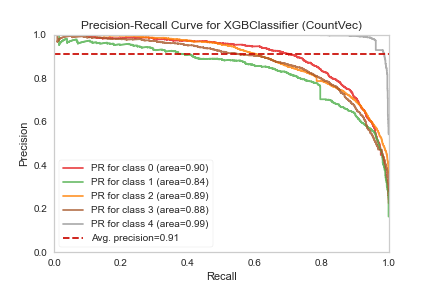 Precision-Recall Curve for XGBClassifier (CountVec)
1.0
0.8
0.6
0.4
0.2
0.0
Precision
PR for class 0 (area=0.90)
PR for class 1 (area=0.84)
PR for class 2 (area=0.89)
PR for class 3 (area=0.88)
PR for class 4 (area=0.99)
Avg. precision=0.91
0.0 0.2 0.4 0.6 0.8 1.0
Recall